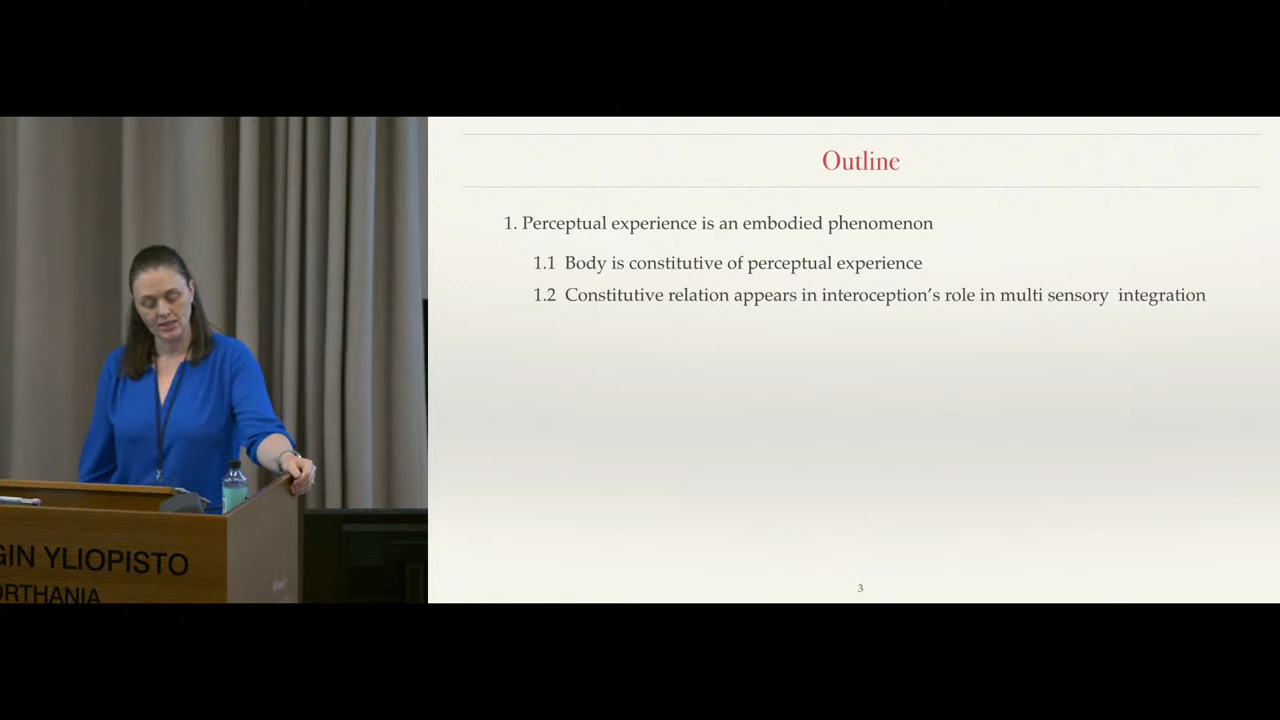 Outline
1. Perceptual experience is an embodied phenomenon
1.1 Body is constitutive of perceptual experience
1.2 Constitutive relation appears in interoception’s role in multi sensory integration
3
GIN YLIOPISTO
ORTHANIA